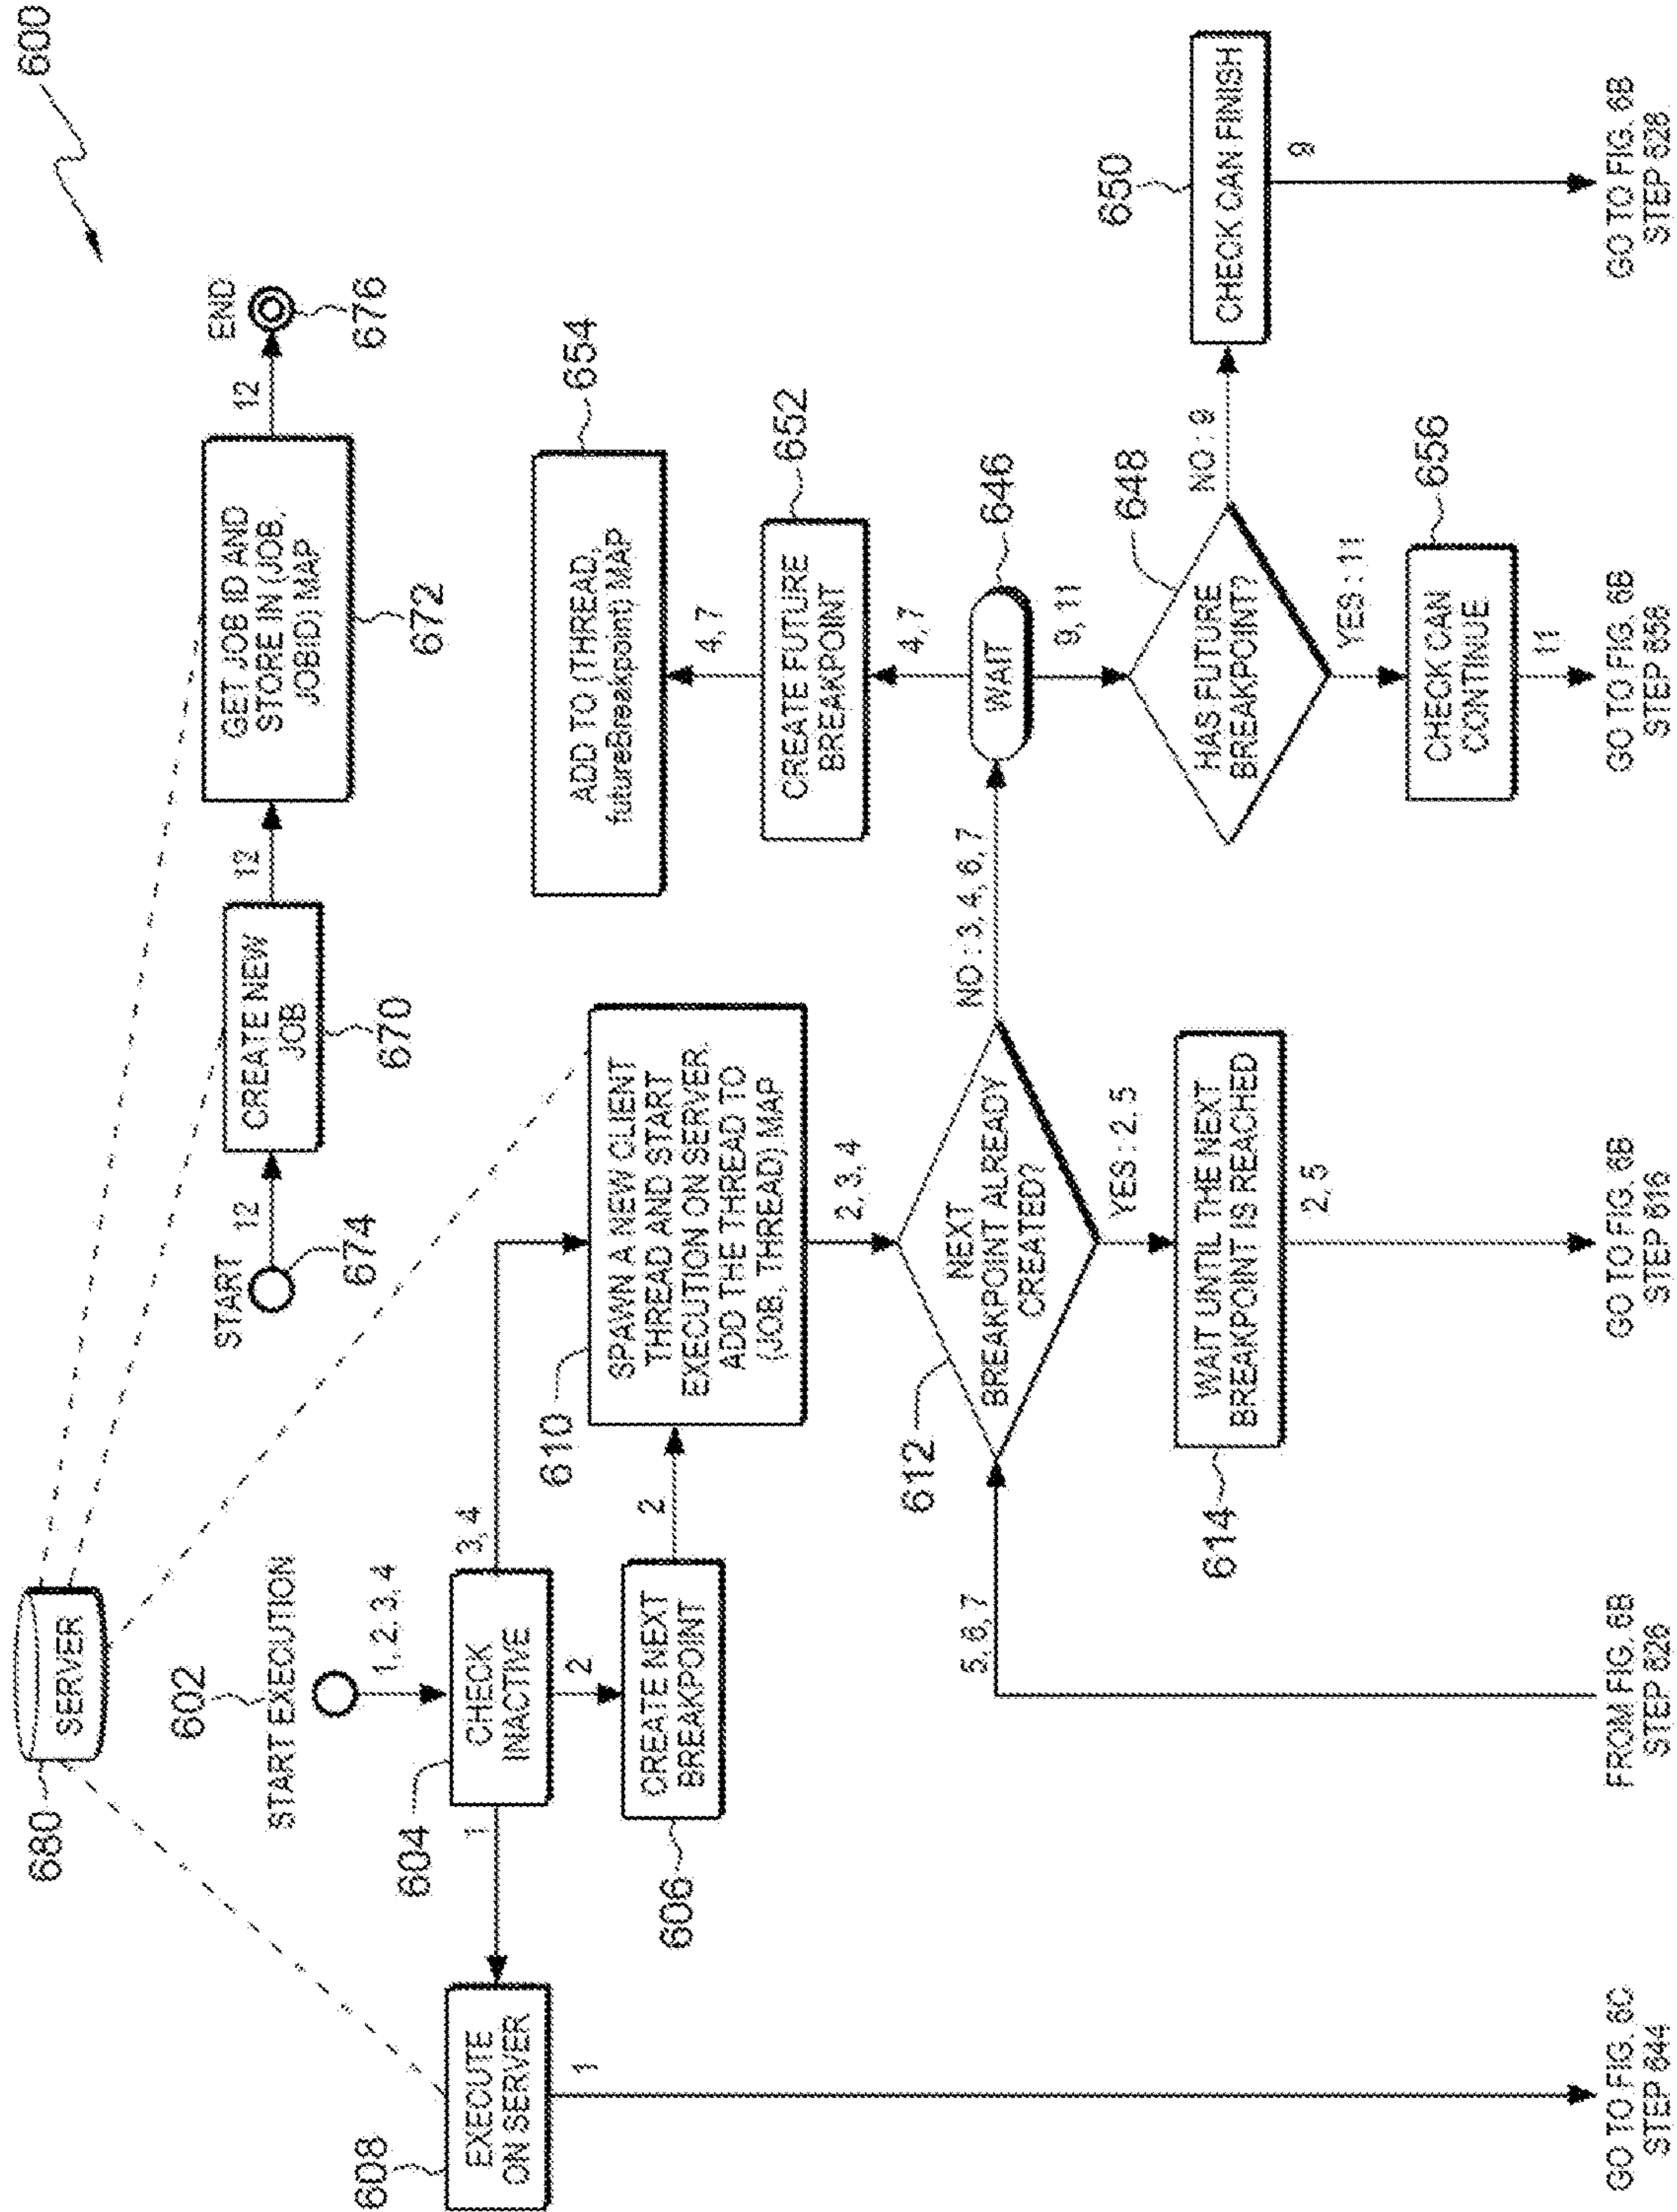 600
680
SERVER
602
START EXECUTION
1, 2, 3, 4
START
674
12
CREATE NEW
JOB
670
12
GET JOB ID AND
STORE IN (JOB,
JOBID) MAP
672
12
END
676
608
EXECUTE
ON SERVER
1
1
604
CHECK
INACTIVE
3, 4
2
606
CREATE NEXT
BREAKPOINT
2
610
SPAWN A NEW CLIENT
THREAD AND START
EXECUTION ON SERVER.
ADD THE THREAD TO
(JOB, THREAD) MAP
2, 3, 4
612
NEXT
BREAKPOINT ALREADY
CREATED?
5, 6, 7
NO : 3, 4, 6, 7
YES : 2, 5
614
WAIT UNTIL THE NEXT
BREAKPOINT IS REACHED
2, 5
ADD TO (THREAD,
futureBreakpoint) MAP
654
4, 7
CREATE FUTURE
BREAKPOINT
652
4, 7
WAIT
646
9, 11
HAS FUTURE
BREAKPOINT?
648
NO : 9
YES : 11
CHECK CAN
CONTINUE
656
11
650
CHECK CAN FINISH
9
GO TO FIG. 6C
STEP 644
FROM FIG. 6B
STEP 626
GO TO FIG. 6B
STEP 616
GO TO FIG. 6B
STEP 658
GO TO FIG. 6B
STEP 628